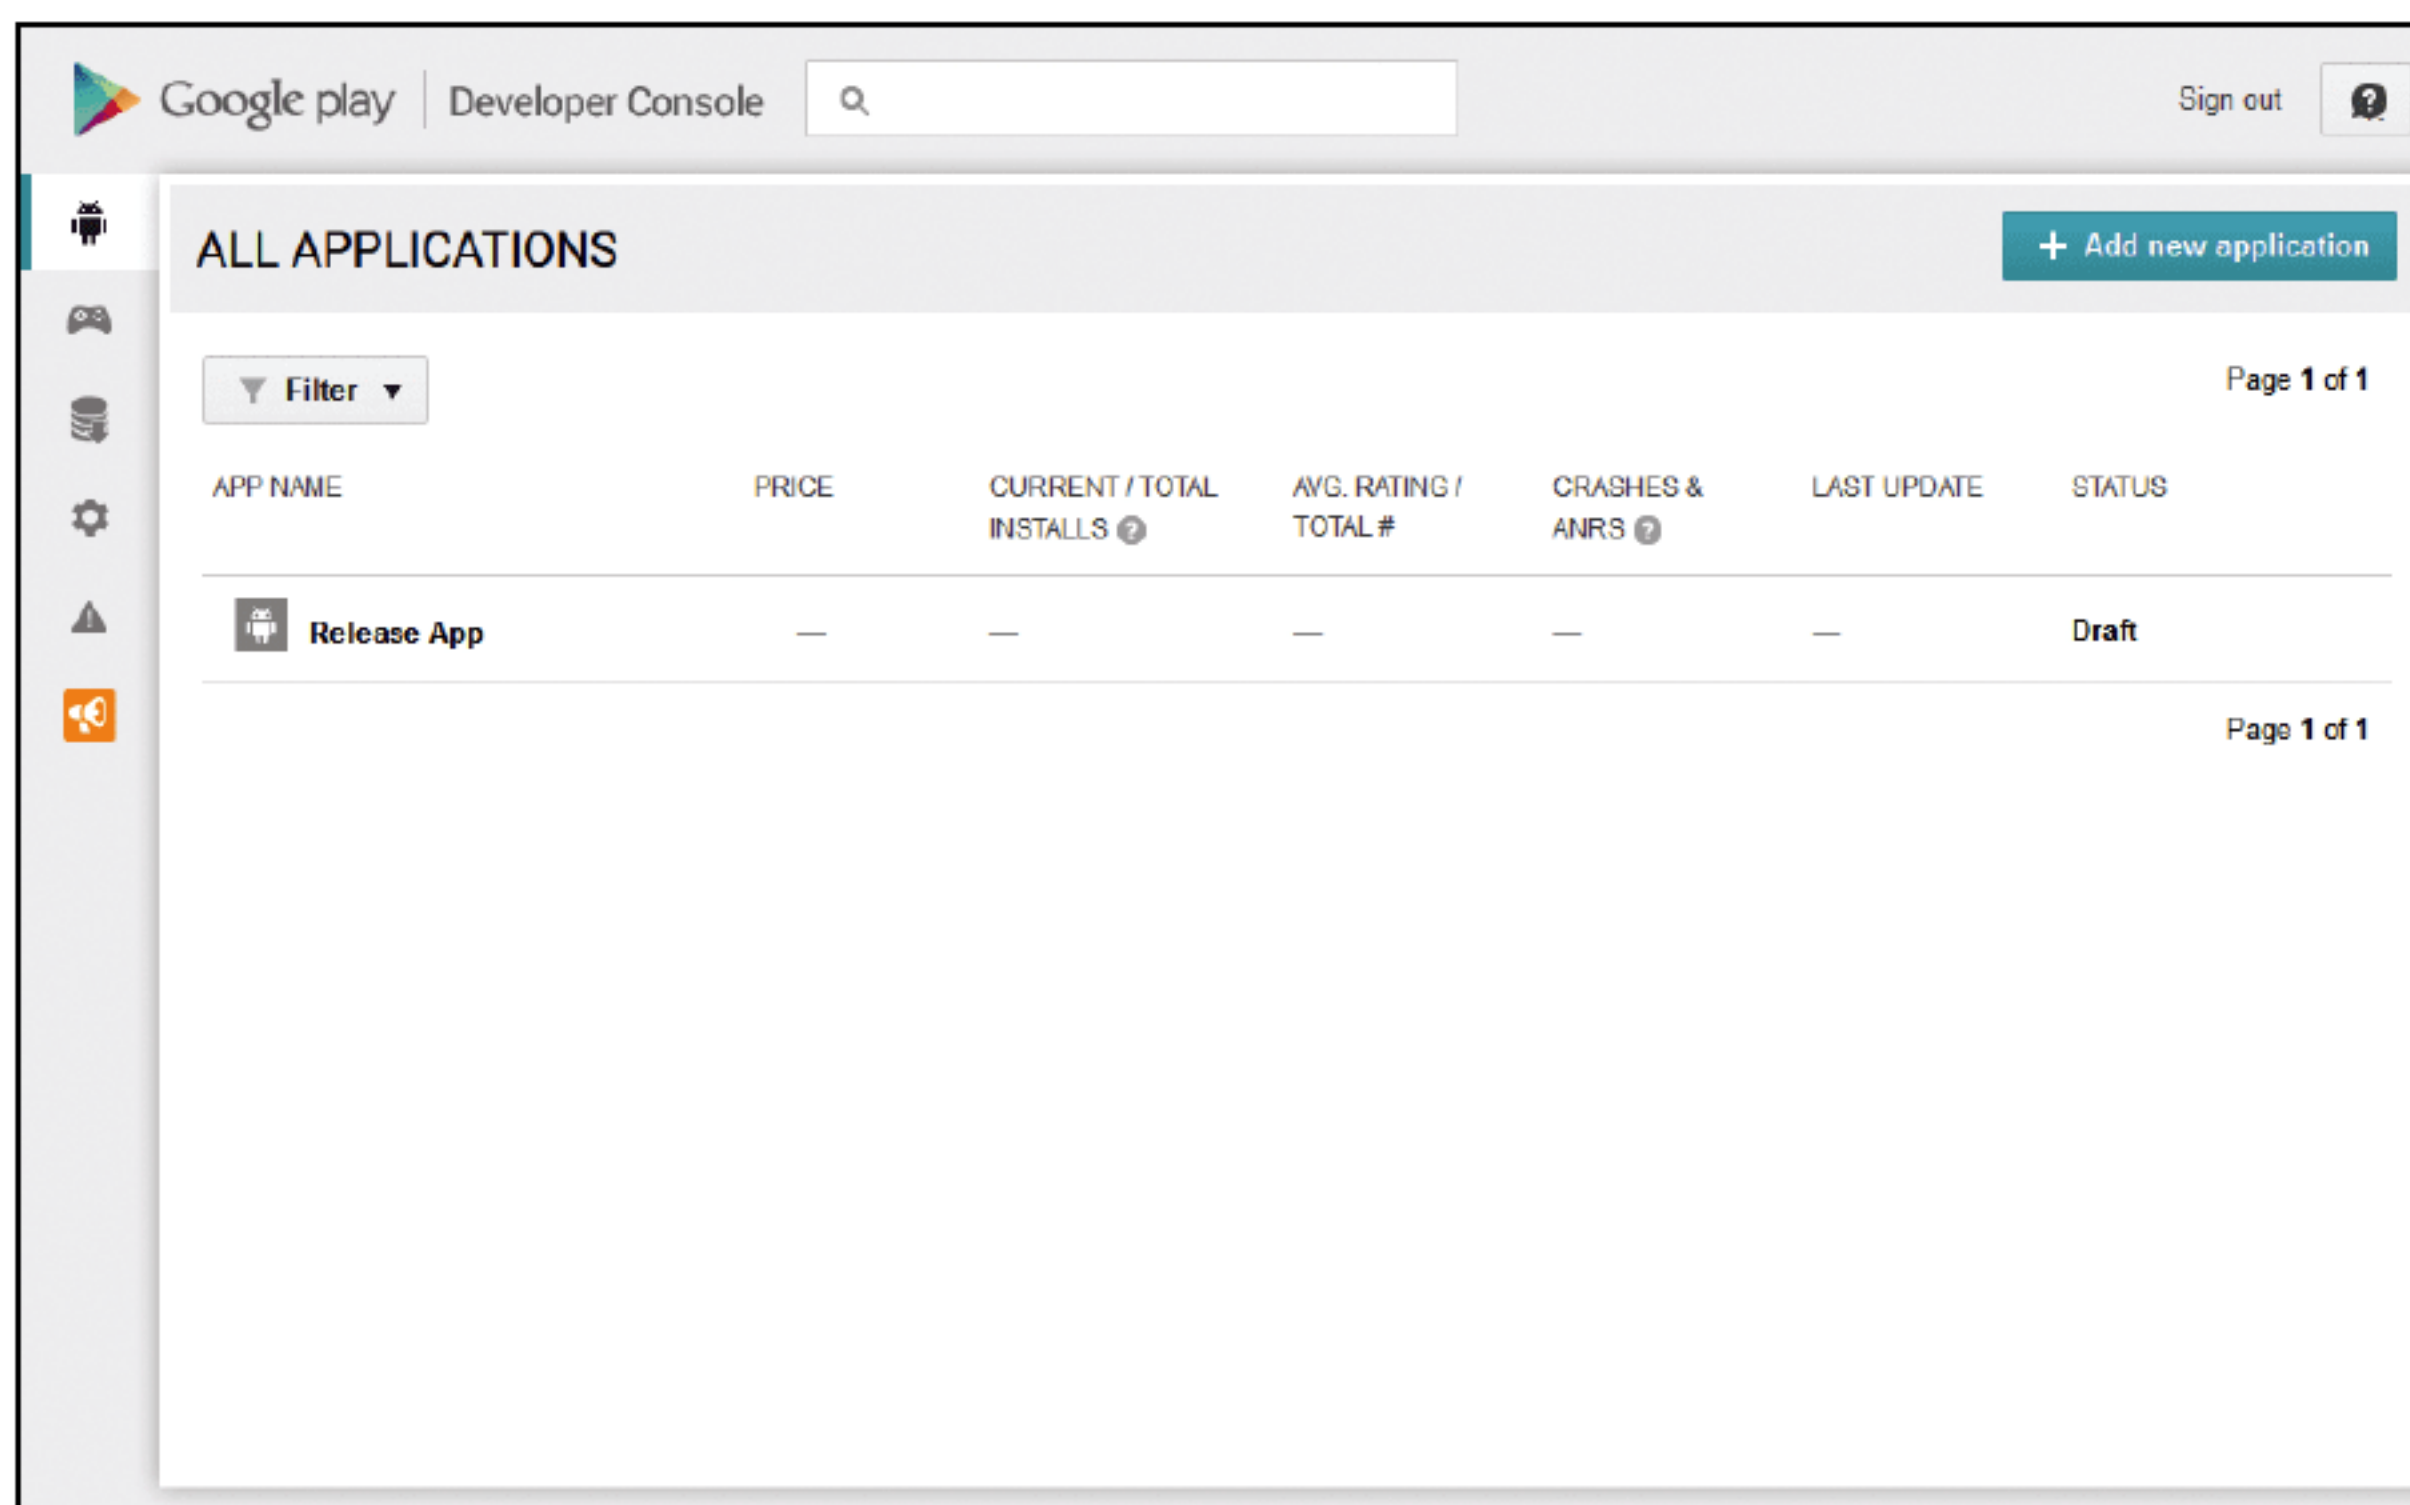 Google play Developer Console Sign out
ALL APPLICATIONS + Add new application
Filter Page 1 of 1
APP NAME PRICE CURRENT / TOTAL INSTALLS AVG. RATING / TOTAL # CRASHES & ANRS LAST UPDATE STATUS
Release App — — — — — Draft
Page 1 of 1